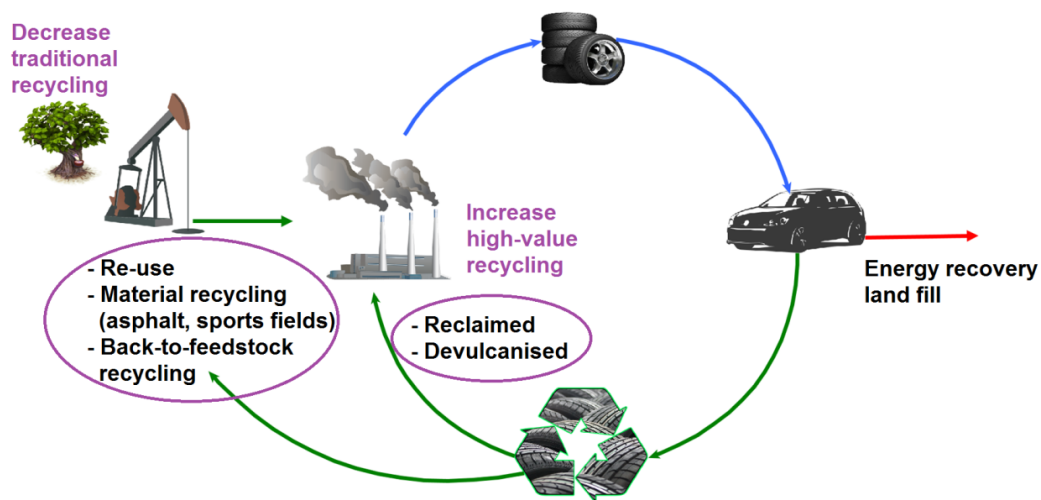 Decrease
traditional
recycling
Increase
high-value
recycling
Energy recovery
land fill
- Re-use
- Material recycling
(asphalt, sports fields)
- Back-to-feedstock
recycling
- Reclaimed
- Devulcanised